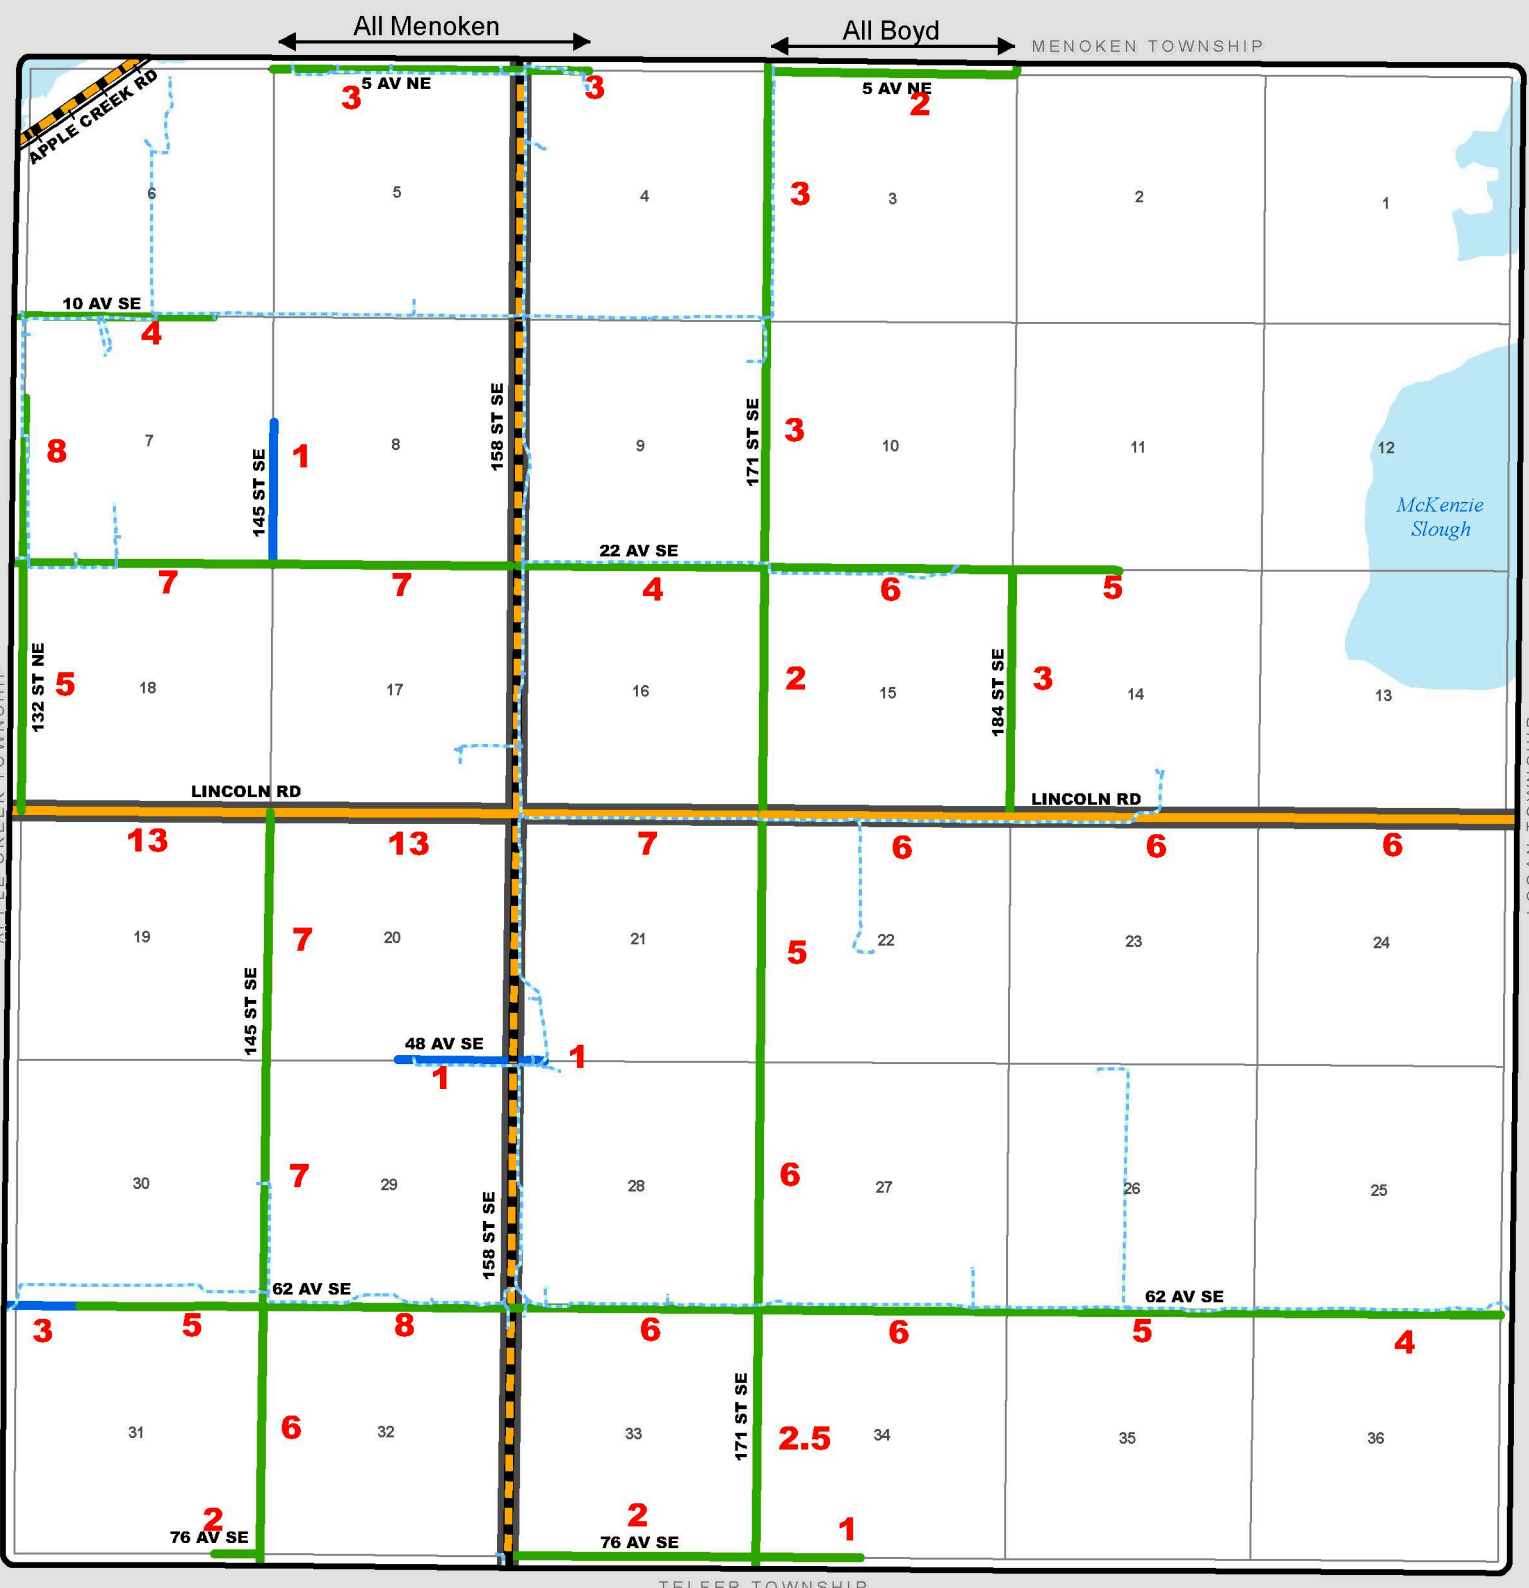 All Menoken
All Boyd
MENOKEN TOWNSHIP
APPLE CREEK RD
5 AV NE
3
3
5 AV NE
2
6
5
4
3
3
2
1
10 AV SE
4
158 ST SE
171 ST SE
8
7
145 ST SE
1
8
9
3
10
11
12
McKenzie
Slough
22 AV SE
7
7
4
6
5
132 ST NE
5
18
17
16
2
15
184 ST SE
3
14
13
LINCOLN RD
LINCOLN RD
13
13
7
6
6
6
19
145 ST SE
7
20
21
5
22
23
24
48 AV SE
1
1
30
7
29
158 ST SE
28
6
27
26
25
62 AV SE
62 AV SE
3
5
8
6
6
5
4
31
6
32
33
171 ST SE
2.5
34
35
36
2
76 AV SE
2
76 AV SE
1
TELFER TOWNSHIP